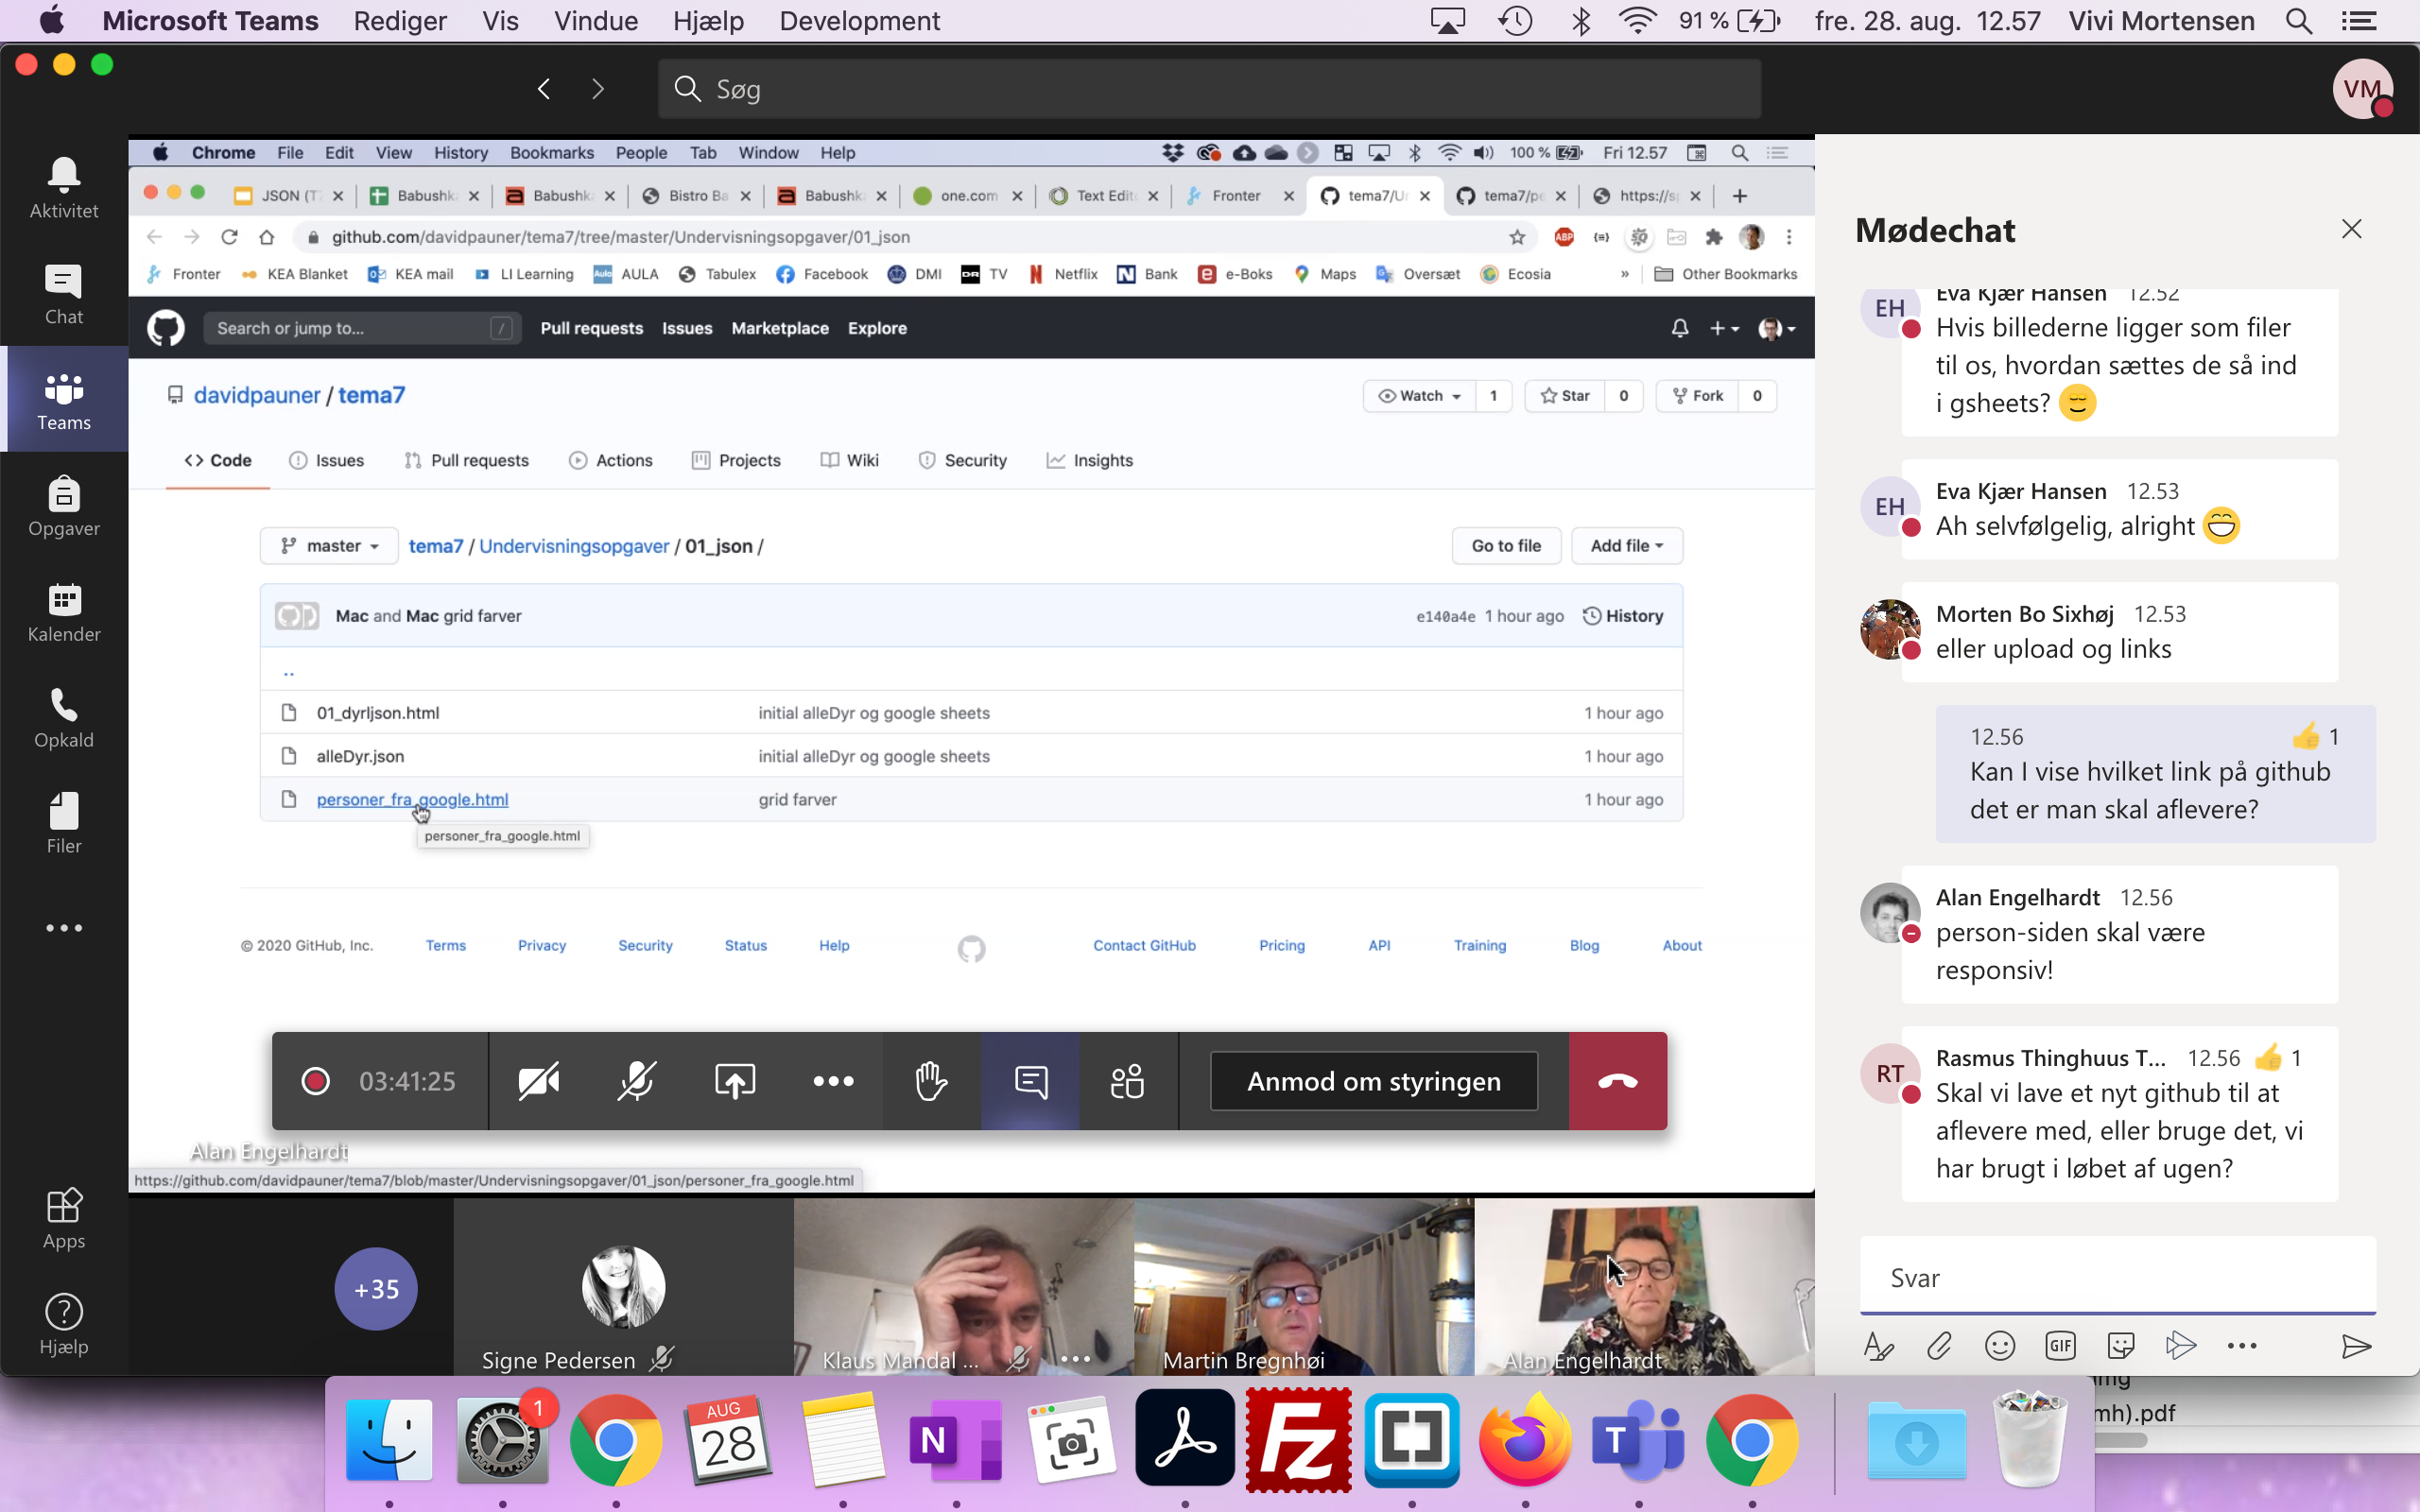 Microsoft Teams Rediger Vis Vindue Hjælp Development 91 % fre. 28. aug. 12.57 Vivi Mortensen
Søg
VM
Aktivitet
Chat
Teams
Opgaver
Kalender
Opkald
Filer
Apps
Hjælp
Chrome File Edit View History Bookmarks People Tab Window Help 100 % Fri 12.57
JSON (T Babushk Babushk Bistro Ba Babushk one.com Text Edit Fronter tema7/Un tema7/pe https://s
github.com/davidpauner/tema7/tree/master/Undervisningsopgaver/01_json ABP
Fronter KEA Blanket KEA mail LI Learning AULA Tabulex Facebook DMI TV Netflix Bank e-Boks Maps Oversæt Ecosia » Other Bookmarks
Search or jump to... / Pull requests Issues Marketplace Explore
davidpauner / tema7 Watch 1 Star 0 Fork 0
Code Issues Pull requests Actions Projects Wiki Security Insights
master tema7 / Undervisningsopgaver / 01_json / Go to file Add file
Mac and Mac grid farver e140a4e 1 hour ago History
..
01_dyrIjson.html initial alleDyr og google sheets 1 hour ago
alleDyr.json initial alleDyr og google sheets 1 hour ago
personer_fra_google.html grid farver 1 hour ago
personer_fra_google.html
© 2020 GitHub, Inc. Terms Privacy Security Status Help Contact GitHub Pricing API Training Blog About
03:41:25 Anmod om styringen
Alan Engelhardt
https://github.com/davidpauner/tema7/blob/master/Undervisningsopgaver/01_json/personer_fra_google.html
+35
Signe Pedersen
Klaus Mandal ...
Martin Bregnhøi
Alan Engelhardt
Mødechat
EH
Eva Kjær Hansen 12.52
Hvis billederne ligger som filer
til os, hvordan sættes de så ind
i gsheets?
EH
Eva Kjær Hansen 12.53
Ah selvfølgelig, alright
Morten Bo Sixhøj 12.53
eller upload og links
12.56 1
Kan I vise hvilket link på github
det er man skal aflevere?
Alan Engelhardt 12.56
person-siden skal være
responsiv!
RT
Rasmus Thinghuus T... 12.56 1
Skal vi lave et nyt github til at
aflevere med, eller bruge det, vi
har brugt i løbet af ugen?
Svar
GIF
1
AUG
28
N
Fz
T
mh).pdf